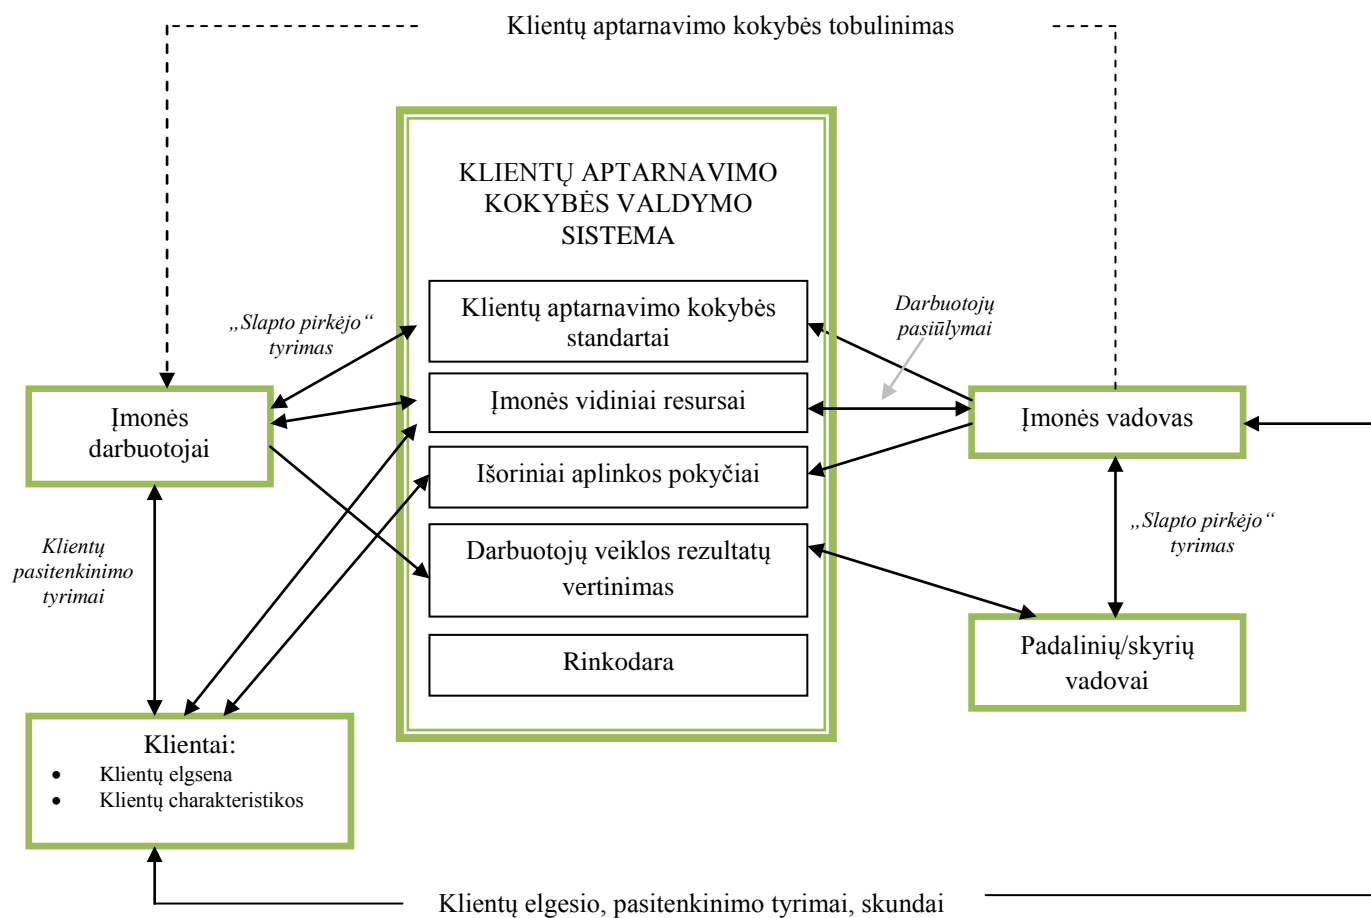 Klientų aptarnavimo kokybės tobulinimas
KLIENTŲ APTARNAVIMO
KOKYBĖS VALDYMO
SISTEMA
Klientų aptarnavimo kokybės
standartai
Įmonės vidiniai resursai
Išoriniai aplinkos pokyčiai
Darbuotojų veiklos rezultatų
vertinimas
Rinkodara
„Slapto pirkėjo“
tyrimas
Darbuotojų
pasiūlymai
Įmonės
darbuotojai
Įmonės vadovas
Klientų
pasitenkinimo
tyrimai
„Slapto pirkėjo“
tyrimas
Padalinių/skyrių
vadovai
Klientai:
• Klientų elgsena
• Klientų charakteristikos
Klientų elgesio, pasitenkinimo tyrimai, skundai